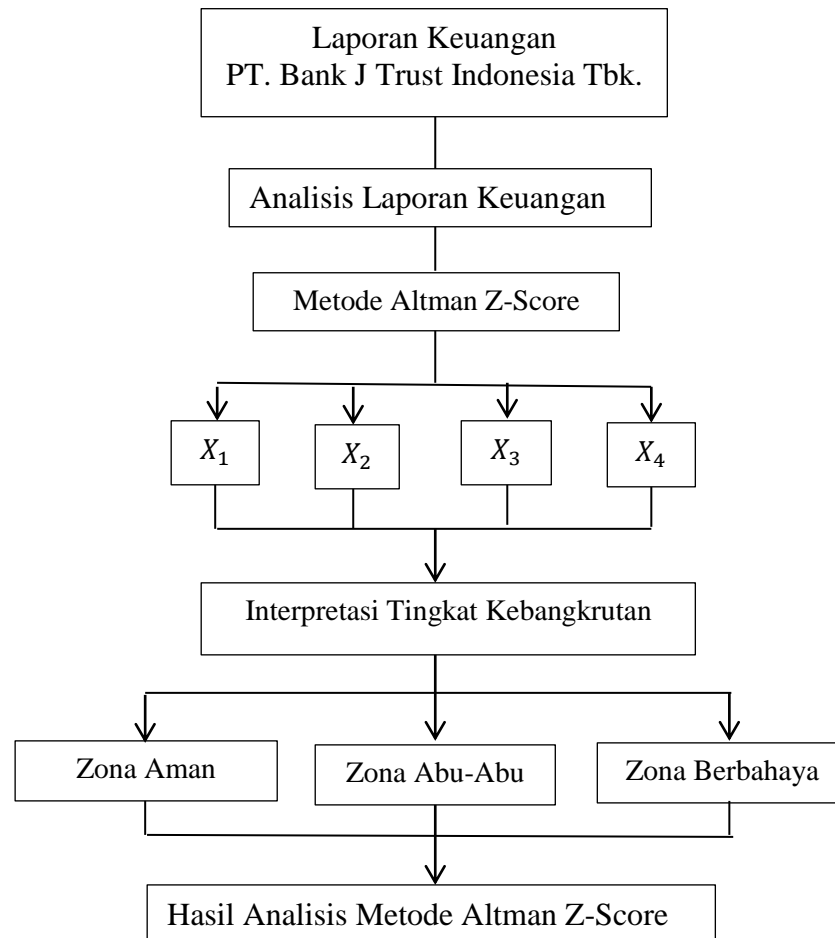 Laporan Keuangan
PT. Bank J Trust Indonesia Tbk.
Analisis Laporan Keuangan
Metode Altman Z-Score
X₁ X₂ X₃ X₄
Interpretasi Tingkat Kebangkrutan
Zona Aman Zona Abu-Abu Zona Berbahaya
Hasil Analisis Metode Altman Z-Score